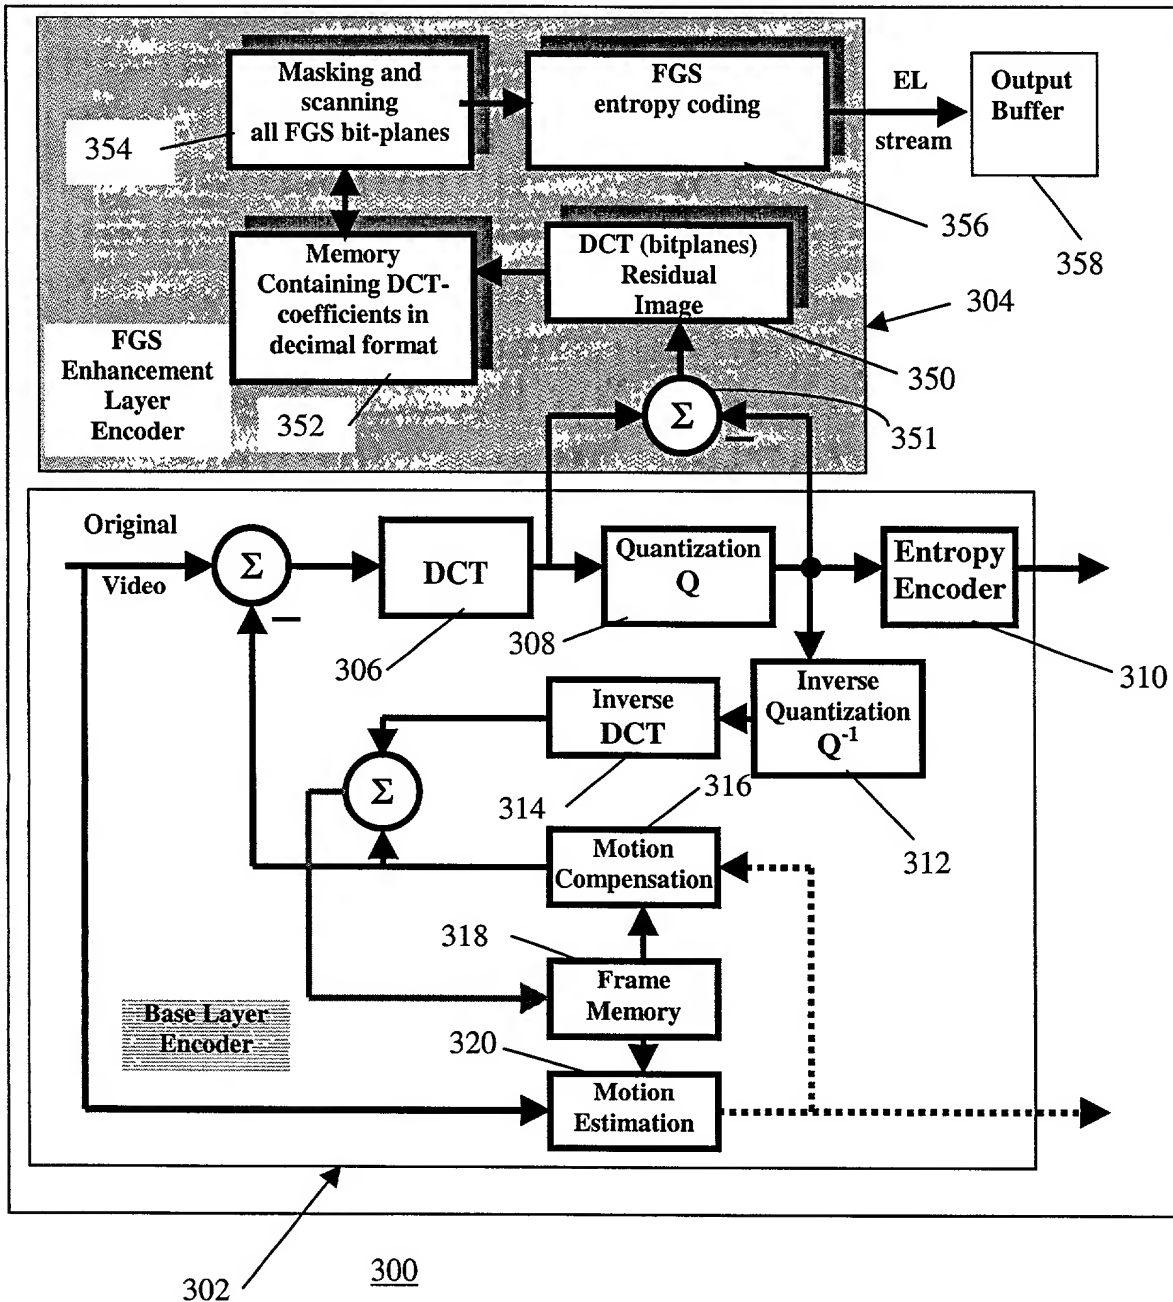 Masking and
scanning
all FGS bit-planes
354
FGS
entropy coding
EL
stream
Output
Buffer
356
358
Memory
Containing DCT-
coefficients in
decimal format
352
DCT (bitplanes)
Residual
Image
304
350
FGS
Enhancement
Layer
Encoder
Σ
351
Original
Video
Σ
DCT
306
Quantization
Q
308
Entropy
Encoder
310
Inverse
DCT
314
Inverse
Quantization
Q-1
312
Σ
316
Motion
Compensation
318
Frame
Memory
Base Layer
Encoder
320
Motion
Estimation
302
300